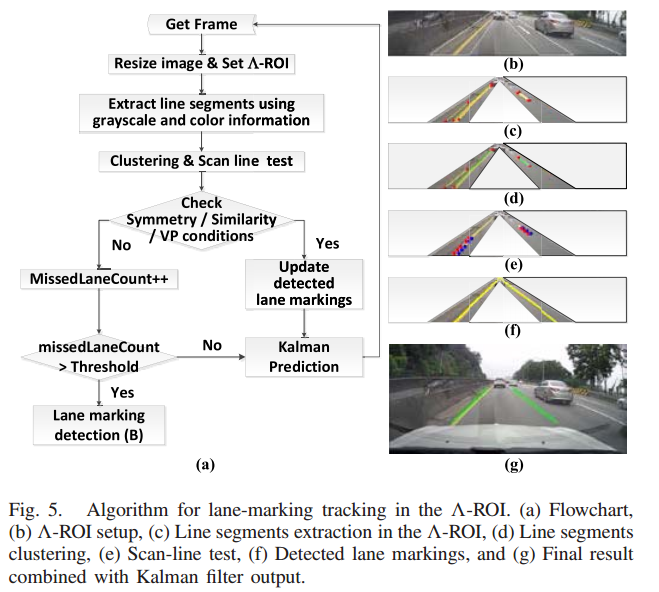 Get Frame
Resize image & Set Λ-ROI
Extract line segments using
grayscale and color information
Clustering & Scan line test
Check
Symmetry / Similarity
/ VP conditions
No
Yes
MissedLaneCount++
Update
detected
lane markings
missedLaneCount
> Threshold
No
Kalman
Prediction
Yes
Lane marking
detection (B)
(a)
(b)
(c)
(d)
(e)
(f)
(g)
Fig. 5. Algorithm for lane-marking tracking in the Λ-ROI. (a) Flowchart,
(b) Λ-ROI setup, (c) Line segments extraction in the Λ-ROI, (d) Line segments
clustering, (e) Scan-line test, (f) Detected lane markings, and (g) Final result
combined with Kalman filter output.